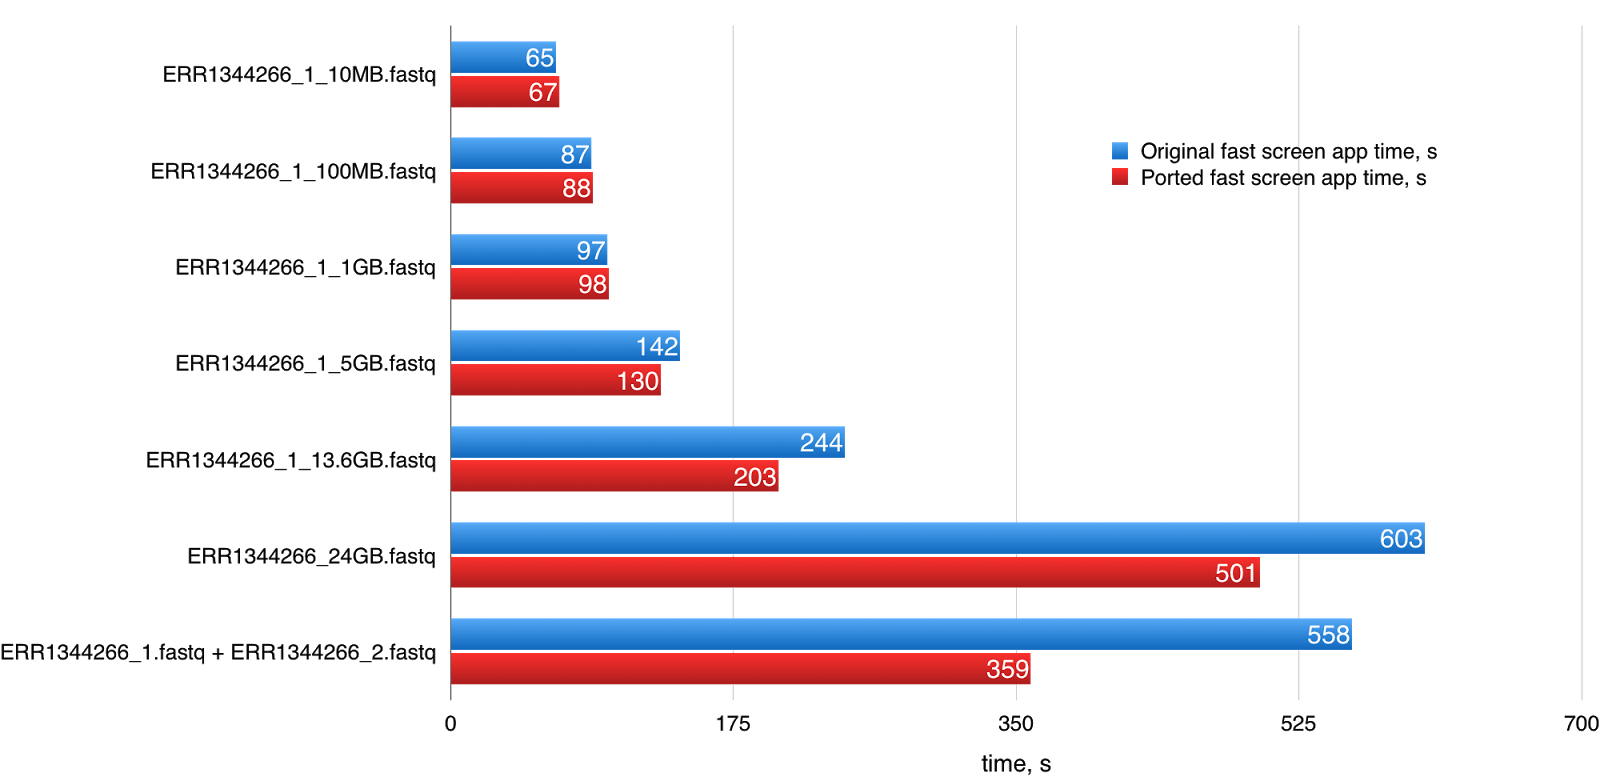 ERR1344266_1_10MB.fastq
65
67
ERR1344266_1_100MB.fastq
87
88
Original fast screen app time, s
Ported fast screen app time, s
ERR1344266_1_1GB.fastq
97
98
ERR1344266_1_5GB.fastq
142
130
ERR1344266_1_13.6GB.fastq
244
203
ERR1344266_24GB.fastq
603
501
ERR1344266_1.fastq + ERR1344266_2.fastq
558
359
0 175 350 525 700
time, s